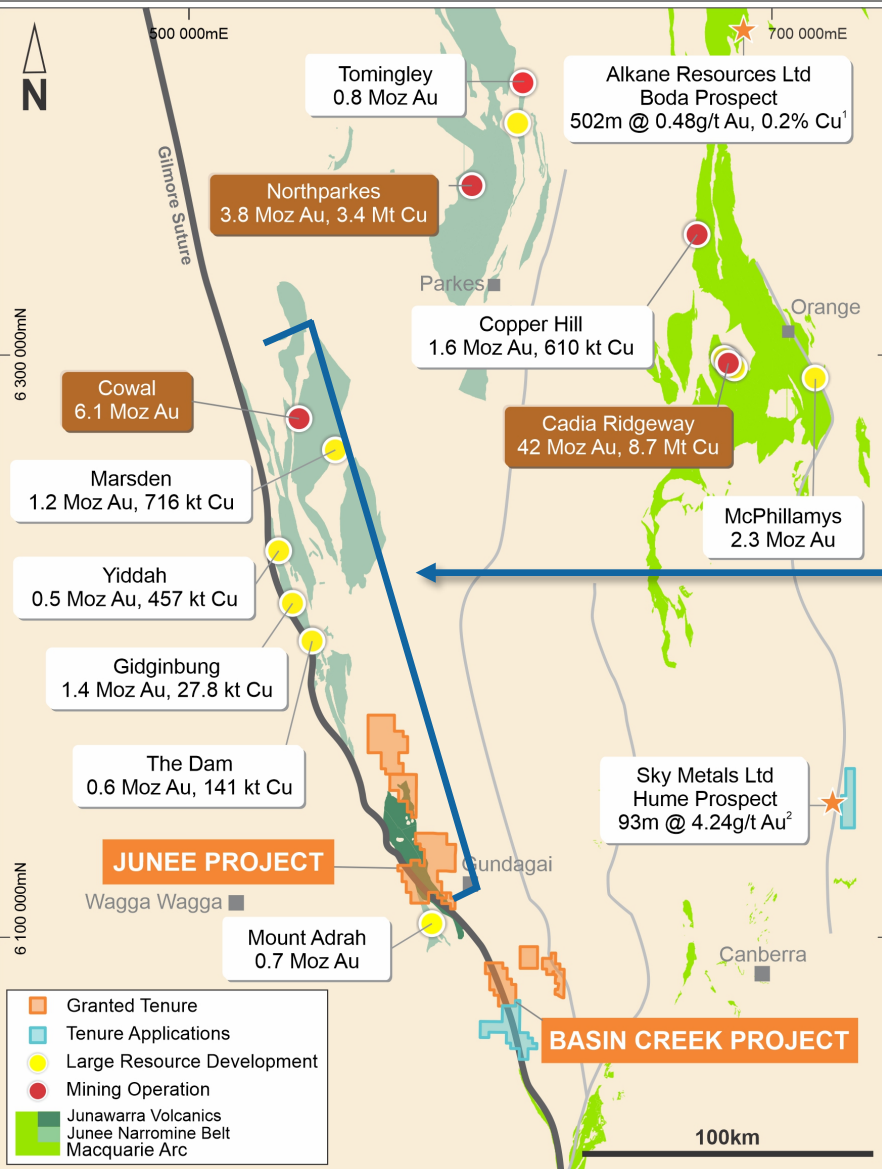 500 000mE
700 000mE
N
Tomingley
0.8 Moz Au
Alkane Resources Ltd
Boda Prospect
502m @ 0.48g/t Au, 0.2% Cu¹
Gilmore Suture
Northparkes
3.8 Moz Au, 3.4 Mt Cu
Parkes
Orange
Copper Hill
1.6 Moz Au, 610 kt Cu
6 300 000mN
Cowal
6.1 Moz Au
Cadia Ridgeway
42 Moz Au, 8.7 Mt Cu
Marsden
1.2 Moz Au, 716 kt Cu
McPhillamys
2.3 Moz Au
Yiddah
0.5 Moz Au, 457 kt Cu
Gidginbung
1.4 Moz Au, 27.8 kt Cu
The Dam
0.6 Moz Au, 141 kt Cu
Sky Metals Ltd
Hume Prospect
93m @ 4.24g/t Au²
JUNEE PROJECT
Gundagai
Wagga Wagga
6 100 000mN
Mount Adrah
0.7 Moz Au
Canberra
Granted Tenure
Tenure Applications
Large Resource Development
Mining Operation
Junawarra Volcanics
Junee Narromine Belt
Macquarie Arc
BASIN CREEK PROJECT
100km